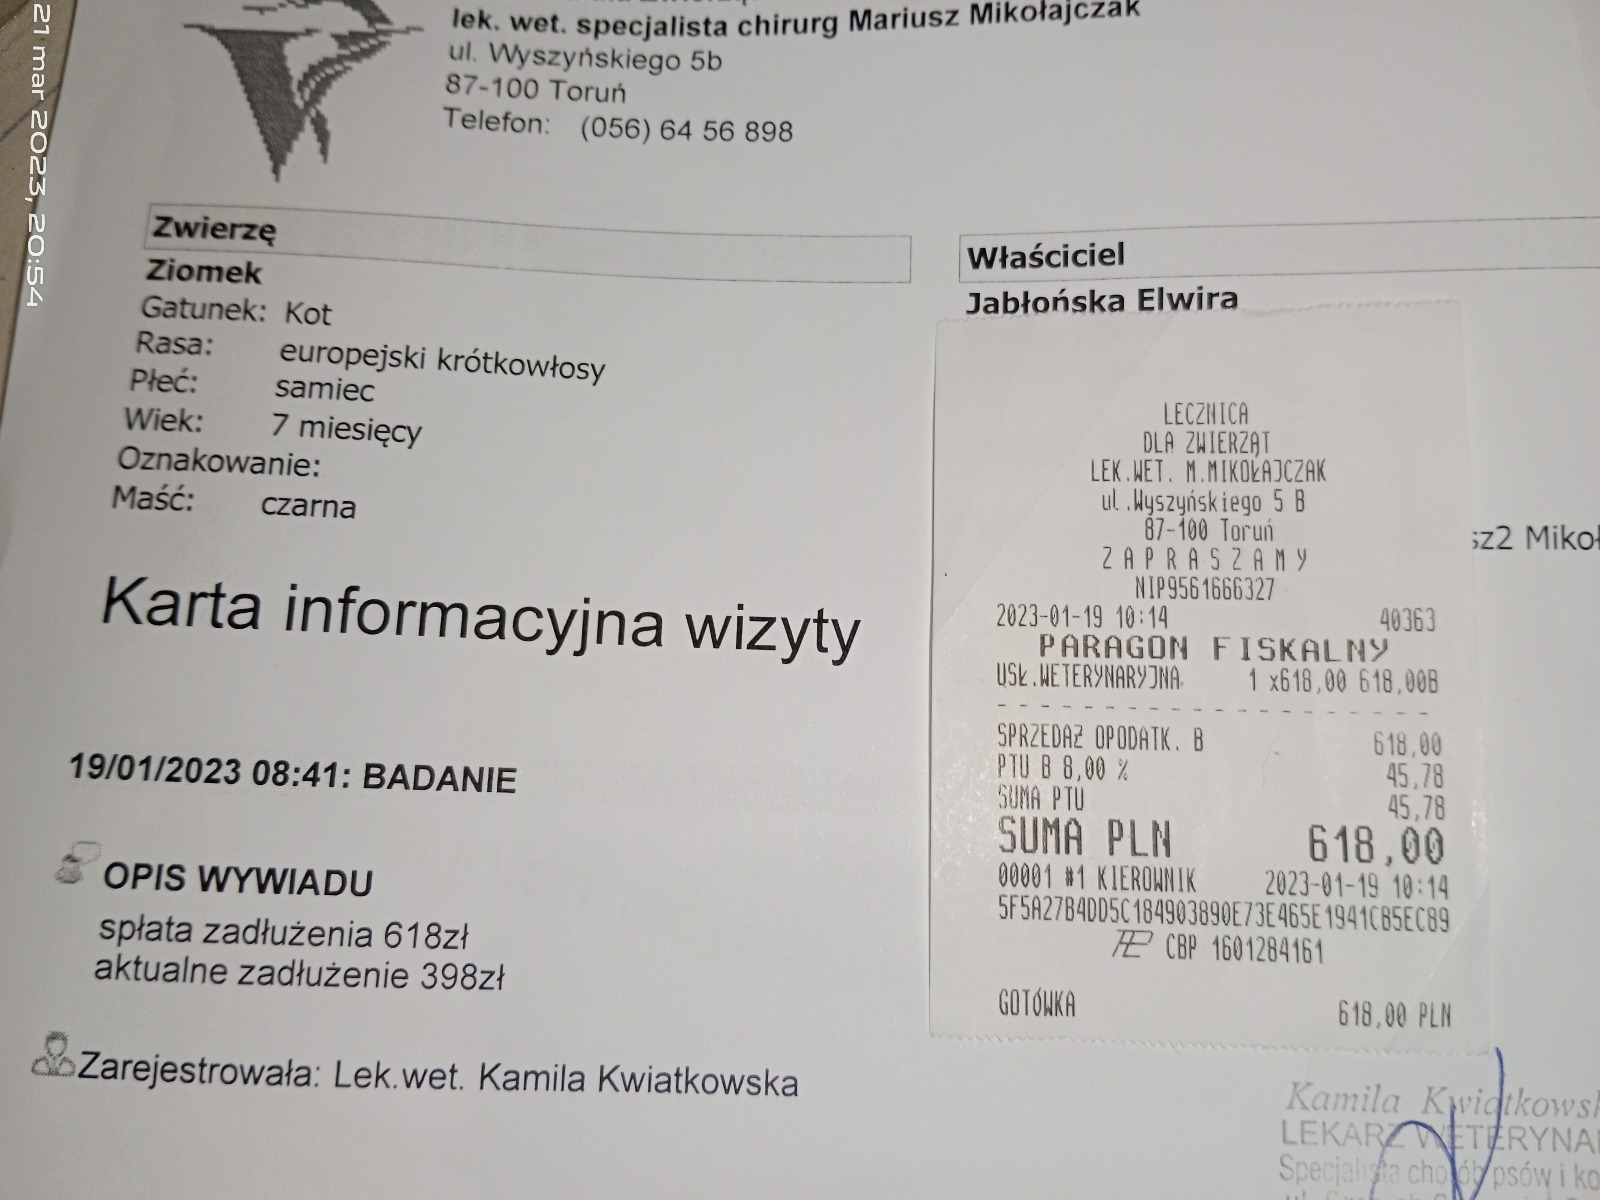 21 mar 2023, 20:54
lek. wet. specjalista chirurg Mariusz Mikołajczak
ul. Wyszyńskiego 5b
87-100 Toruń
Telefon: (056) 64 56 898
Zwierzę
Ziomek
Gatunek: Kot
Rasa: europejski krótkowłosy
Płeć: samiec
Wiek: 7 miesięcy
Oznakowanie:
Maść: czarna
Właściciel
Jabłońska Elwira
sz2 Mikoł
Karta informacyjna wizyty
19/01/2023 08:41: BADANIE
OPIS WYWIADU
spłata zadłużenia 618zł
aktualne zadłużenie 398zł
Zarejestrowała: Lek.wet. Kamila Kwiatkowska
LECZNICA
DLA ZWIERZĄT
LEK.WET. M.MIKOŁAJCZAK
ul.Wyszyńskiego 5 B
87-100 Toruń
Z A P R A S Z A M Y
NIP9561666327
2023-01-19 10:14 40363
PARAGON FISKALNY
USŁ.WETERYNARYJNA 1 x618,00 618,00B
SPRZEDAŻ OPODATK. B 618,00
PTU B 8,00 % 45,78
SUMA PTU 45,78
SUMA PLN 618,00
00001 #1 KIEROWNIK 2023-01-19 10:14
5F5A27B4DD5C184903890E73E465E1941CB5EC89
CBP 1601284161
GOTÓWKA 618,00 PLN
Kamila Kwiatkowsk
LEKARZ WETERYNA
Specjalista chorób psów i ko